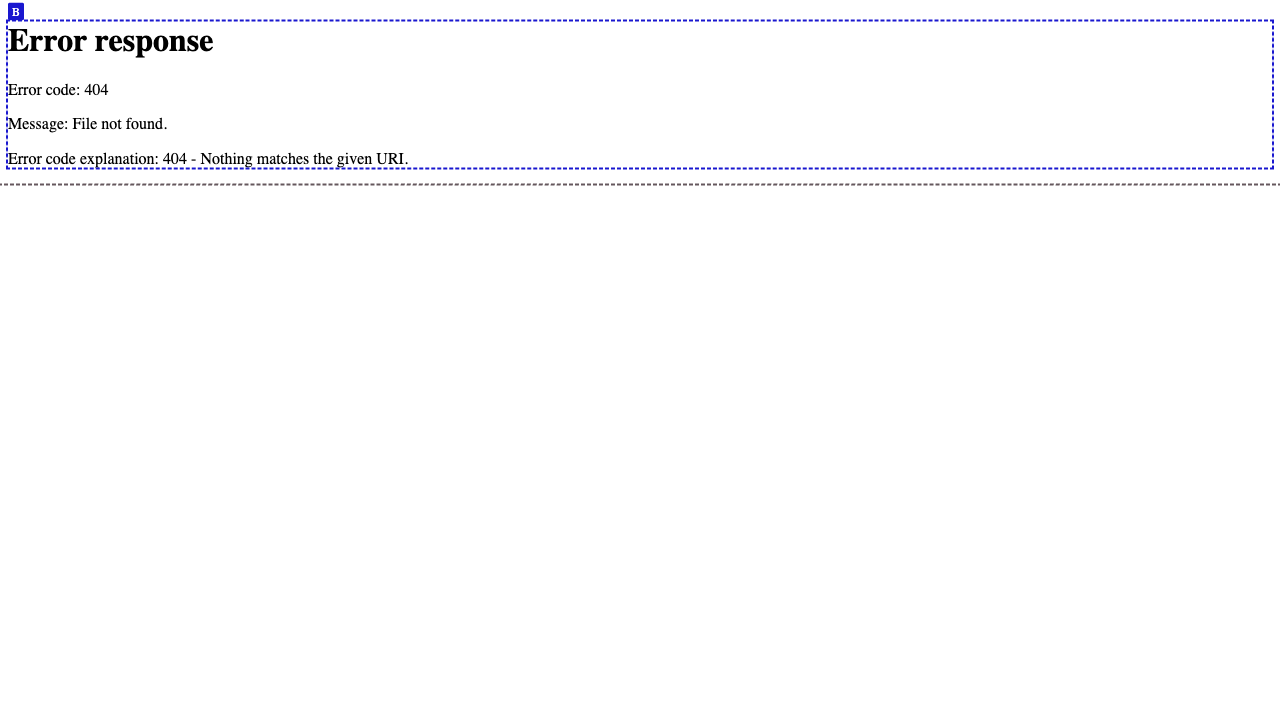 B
Error response
Error code: 404
Message: File not found.
Error code explanation: 404 - Nothing matches the given URI.